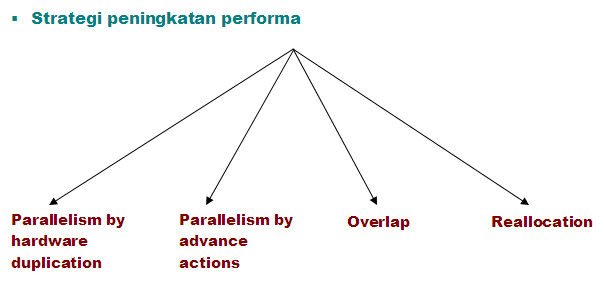 ▪ Strategi peningkatan performa
Parallelism by
hardware
duplication
Parallelism by
advance
actions
Overlap
Reallocation